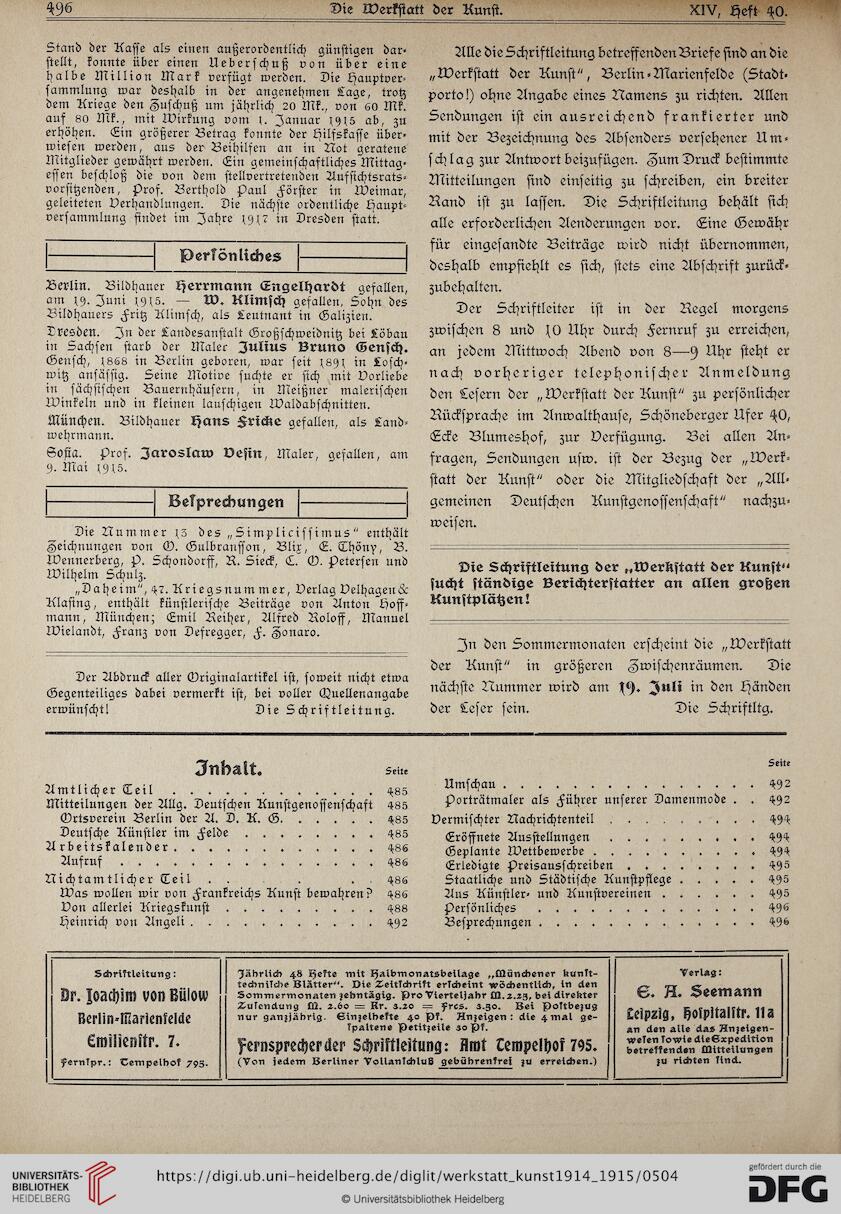 496
Die Werkstatt der Kunst.
XIV, Heft 40.
Stand der Kasse als einen außerordentlich günstigen dar-
stellt, konnte über einen Ueberschuß von über eine
halbe Million Mark verfügt werden. Die Hauptver-
sammlung war deshalb in der angenehmen Lage, trotz
dem Kriege den Zuschuß um jährlich 20 Mk., von 60 Mk.
auf 80 Mk., mit Wirkung vom 1. Januar 1915 ab, zu
erhöhen. Ein größerer Betrag konnte der Hilfskasse über-
wiesen werden, aus der Beihilfen an in Not geratene
Mitglieder gewährt werden. Ein gemeinschaftliches Mittag-
essen beschloß die von dem stellvertretenden Aufsichtsrats-
vorsitzenden, Prof. Berthold Paul Förster in Weimar,
geleiteten Verhandlungen. Die nächste ordentliche Haupt-
versammlung findet im Jahre 1917 in Dresden statt.
Persönliches
Berlin. Bildhauer Herrmann Engelhardt gefallen,
am 19. Juni 1915. — W. Klimsch gefallen, Sohn des
Bildhauers Fritz Klimsch, als Leutnant in Galizien.
Dresden. In der Landesanstalt Großschweidnitz bei Löbau
in Sachsen starb der Maler Julius Bruno Gensch.
Gensch, 1868 in Berlin geboren, war seit 1891 in Losch-
witz ansässig. Seine Motive suchte er sich mit Vorliebe
in sächsischen Bauernhäusern, in Meißner malerischen
Winkeln und in kleinen lauschigen Waldabschnitten.
München. Bildhauer Hans Fricke gefallen, als Land-
wehrmann.
Sofia. Prof. Jaroslaw Vesin, Maler, gefallen, am
9. Mai 1915.
Besprechungen
Die Nummer 13 des „Simplicissimus" enthält
Zeichnungen von O. Gulbransson, Blix, E. Thöny, B.
Wennerberg, P. Schondorff, R. Sieck, C. O. Petersen und
Wilhelm Schulz.
„Daheim", 47. Kriegsnummer, Verlag Velhagen &
Klasing, enthält künstlerische Beiträge von Anton Hoff-
mann, München; Emil Reiher, Alfred Roloff, Manuel
Wielandt, Franz von Defregger, F. Zonaro.
Der Abdruck aller Originalartikel ist, soweit nicht etwa
Gegenteiliges dabei vermerkt ist, bei voller Quellenangabe
erwünscht! Die Schriftleitung.
Alle die Schriftleitung betreffenden Briefe sind an die
„Werkstatt der Kunst", Berlin-Marienfelde (Stadt-
porto!) ohne Angabe eines Namens zu richten. Allen
Sendungen ist ein ausreichend frankierter und
mit der Bezeichnung des Absenders versehener Um-
schlag zur Antwort beizufügen. Zum Druck bestimmte
Mitteilungen sind einseitig zu schreiben, ein breiter
Rand ist zu lassen. Die Schriftleitung behält sich
alle erforderlichen Aenderungen vor. Eine Gewähr
für eingesandte Beiträge wird nicht übernommen,
deshalb empfiehlt es sich, stets eine Abschrift zurück-
zubehalten.
Der Schriftleiter ist in der Regel morgens
zwischen 8 und 10 Uhr durch Fernruf zu erreichen,
an jedem Mittwoch Abend von 8—9 Uhr steht er
nach vorheriger telephonischer Anmeldung
den Lesern der „Werkstatt der Kunst" zu persönlicher
Rücksprache im Anwalthause, Schöneberger Ufer 40,
Ecke Blumeshof, zur Verfügung. Bei allen An-
fragen, Sendungen usw. ist der Bezug der „Werk-
statt der Kunst" oder die Mitgliedschaft der „All-
gemeinen Deutschen Kunstgenossenschaft" nachzu-
weisen.
Die Schriftleitung der „Werkstatt der Kunst"
sucht ständige Berichterstatter an allen großen
Kunstplätzen!
In den Sommermonaten erscheint die „Werkstatt
der Kunst" in größeren Zwischenräumen. Die
nächste Nummer wird am 19. Juli in den Händen
der Leser sein. Die Schriftltg.
Inhalt.
Seite
Amtlicher Teil . . . . . . . . . . . . 485
Mitteilungen der Allg. Deutschen Kunstgenossenschaft 485
Ortsverein Berlin der A. D. K. G. . . . . . 485
Deutsche Künstler im Felde . . . . . . . . 485
Arbeitskalender . . . . . . . . . . . . 486
Aufruf . . . . . . . . . . . . . . 486
Nichtamtlicher Teil . . . . . . . . . 486
Was wollen wir von Frankreichs Kunst bewahren? 486
Von allerlei Kriegskunst . . . . . . . . . 488
Heinrich von Angeli . . . . . . . . . . . 492
Seite
Umschau . . . . . . . . . . . . . . . 492
Porträtmaler als Führer unserer Damenmode . . 492
Vermischter Nachrichtenteil . . . . . . . . . 494
Eröffnete Ausstellungen . . . . . . . . . 494
Geplante Wettbewerbe . . . . . . . . . . 494
Erledigte Preisausschreiben . . . . . . . . 495
Staatliche und Städtische Kunstpflege . . . . . 495
Aus Künstler- und Kunstvereinen . . . . . . 495
Persönliches . . . . . . . . . . . . . 496
Besprechungen . . . . . . . . . . . . . 496
Schriftleitung:
Dr. Joachim von Bülow
Berlin-Marienfelde
Emilienstr. 7.
Fernspr.: Tempelhof 795.
Jährlich 48 Hefte mit Halbmonatsbeilage „Münchener kunst-
technische Blätter". Die Zeitschrift erscheint wöchentlich, in den
Sommermonaten zehntägig. Pro Vierteljahr M. 2.25, bei direkter
Zusendung M. 2.60 = Kr. 3.20 = Frcs. 3.50. Bei Postbezug
nur ganzjährig. Einzelhefte 40 Pf. Anzeigen: die 4 mal ge-
spaltene Petitzeile 30 Pf.
Fernsprecher der Schriftleitung: Amt Tempelhof 795.
(Von jedem Berliner Vollanschluß gebührenfrei zu erreichen.)
Verlag:
E. A. Seemann
Leipzig, Hospitalstr. 11a
an den alle das Anzeigen-
wesen sowie die Expedition
betreffenden Mitteilungen
zu richten sind.
UNIVERSITÄTS-
BIBLIOTHEK
HEIDELBERG
https://digi.ub.uni-heidelberg.de/diglit/werkstatt_kunst1914_1915/0504
© Universitätsbibliothek Heidelberg
gefördert durch die
DFG